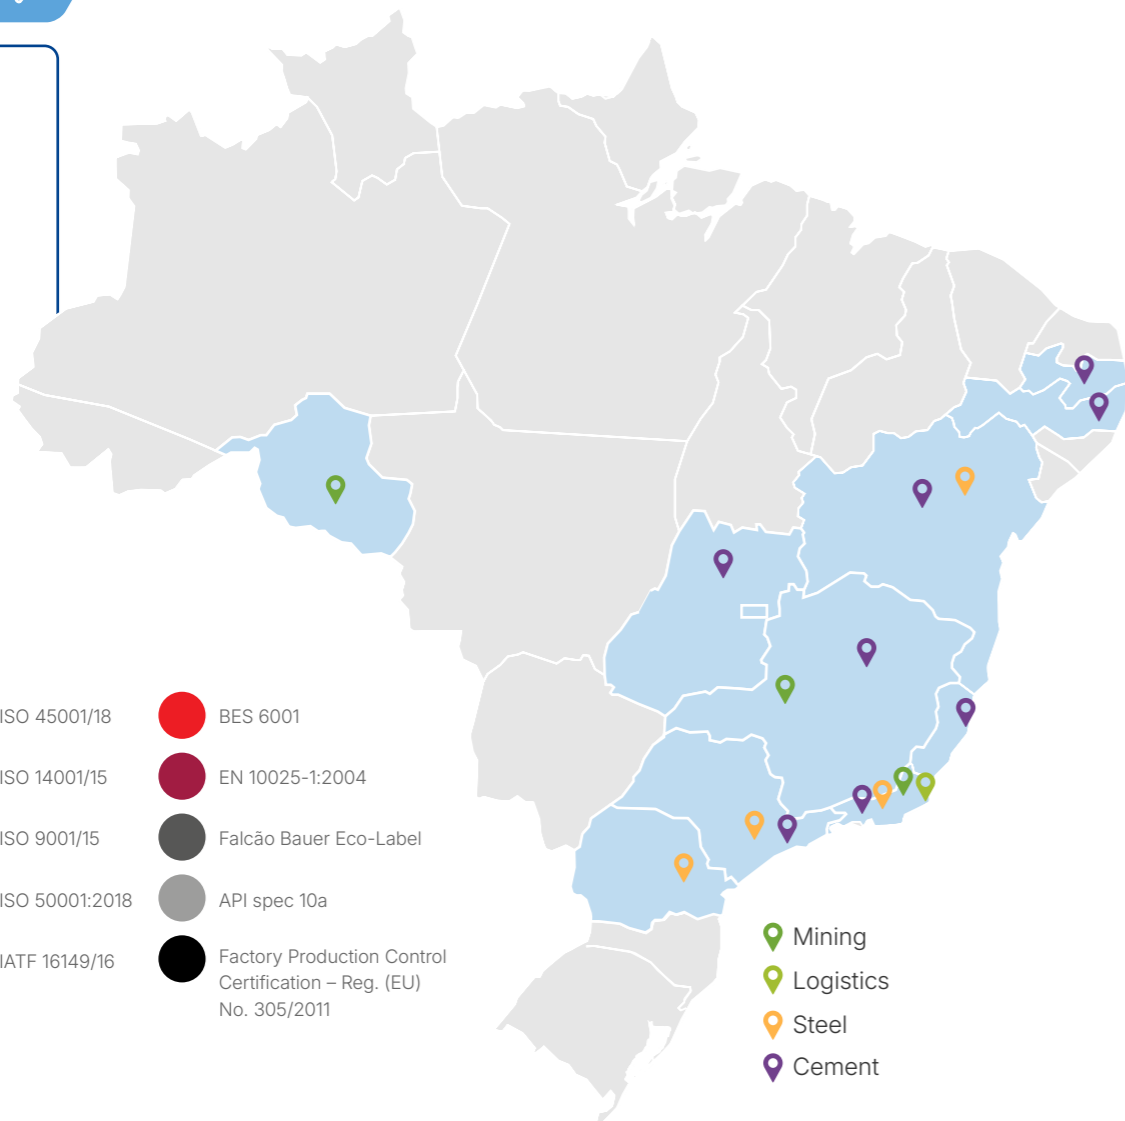 ISO 45001/18
BES 6001
ISO 14001/15
EN 10025-1:2004
ISO 9001/15
Falcão Bauer Eco-Label
ISO 50001:2018
API spec 10a
IATF 16149/16
Factory Production Control
Certification – Reg. (EU)
No. 305/2011
Mining
Logistics
Steel
Cement